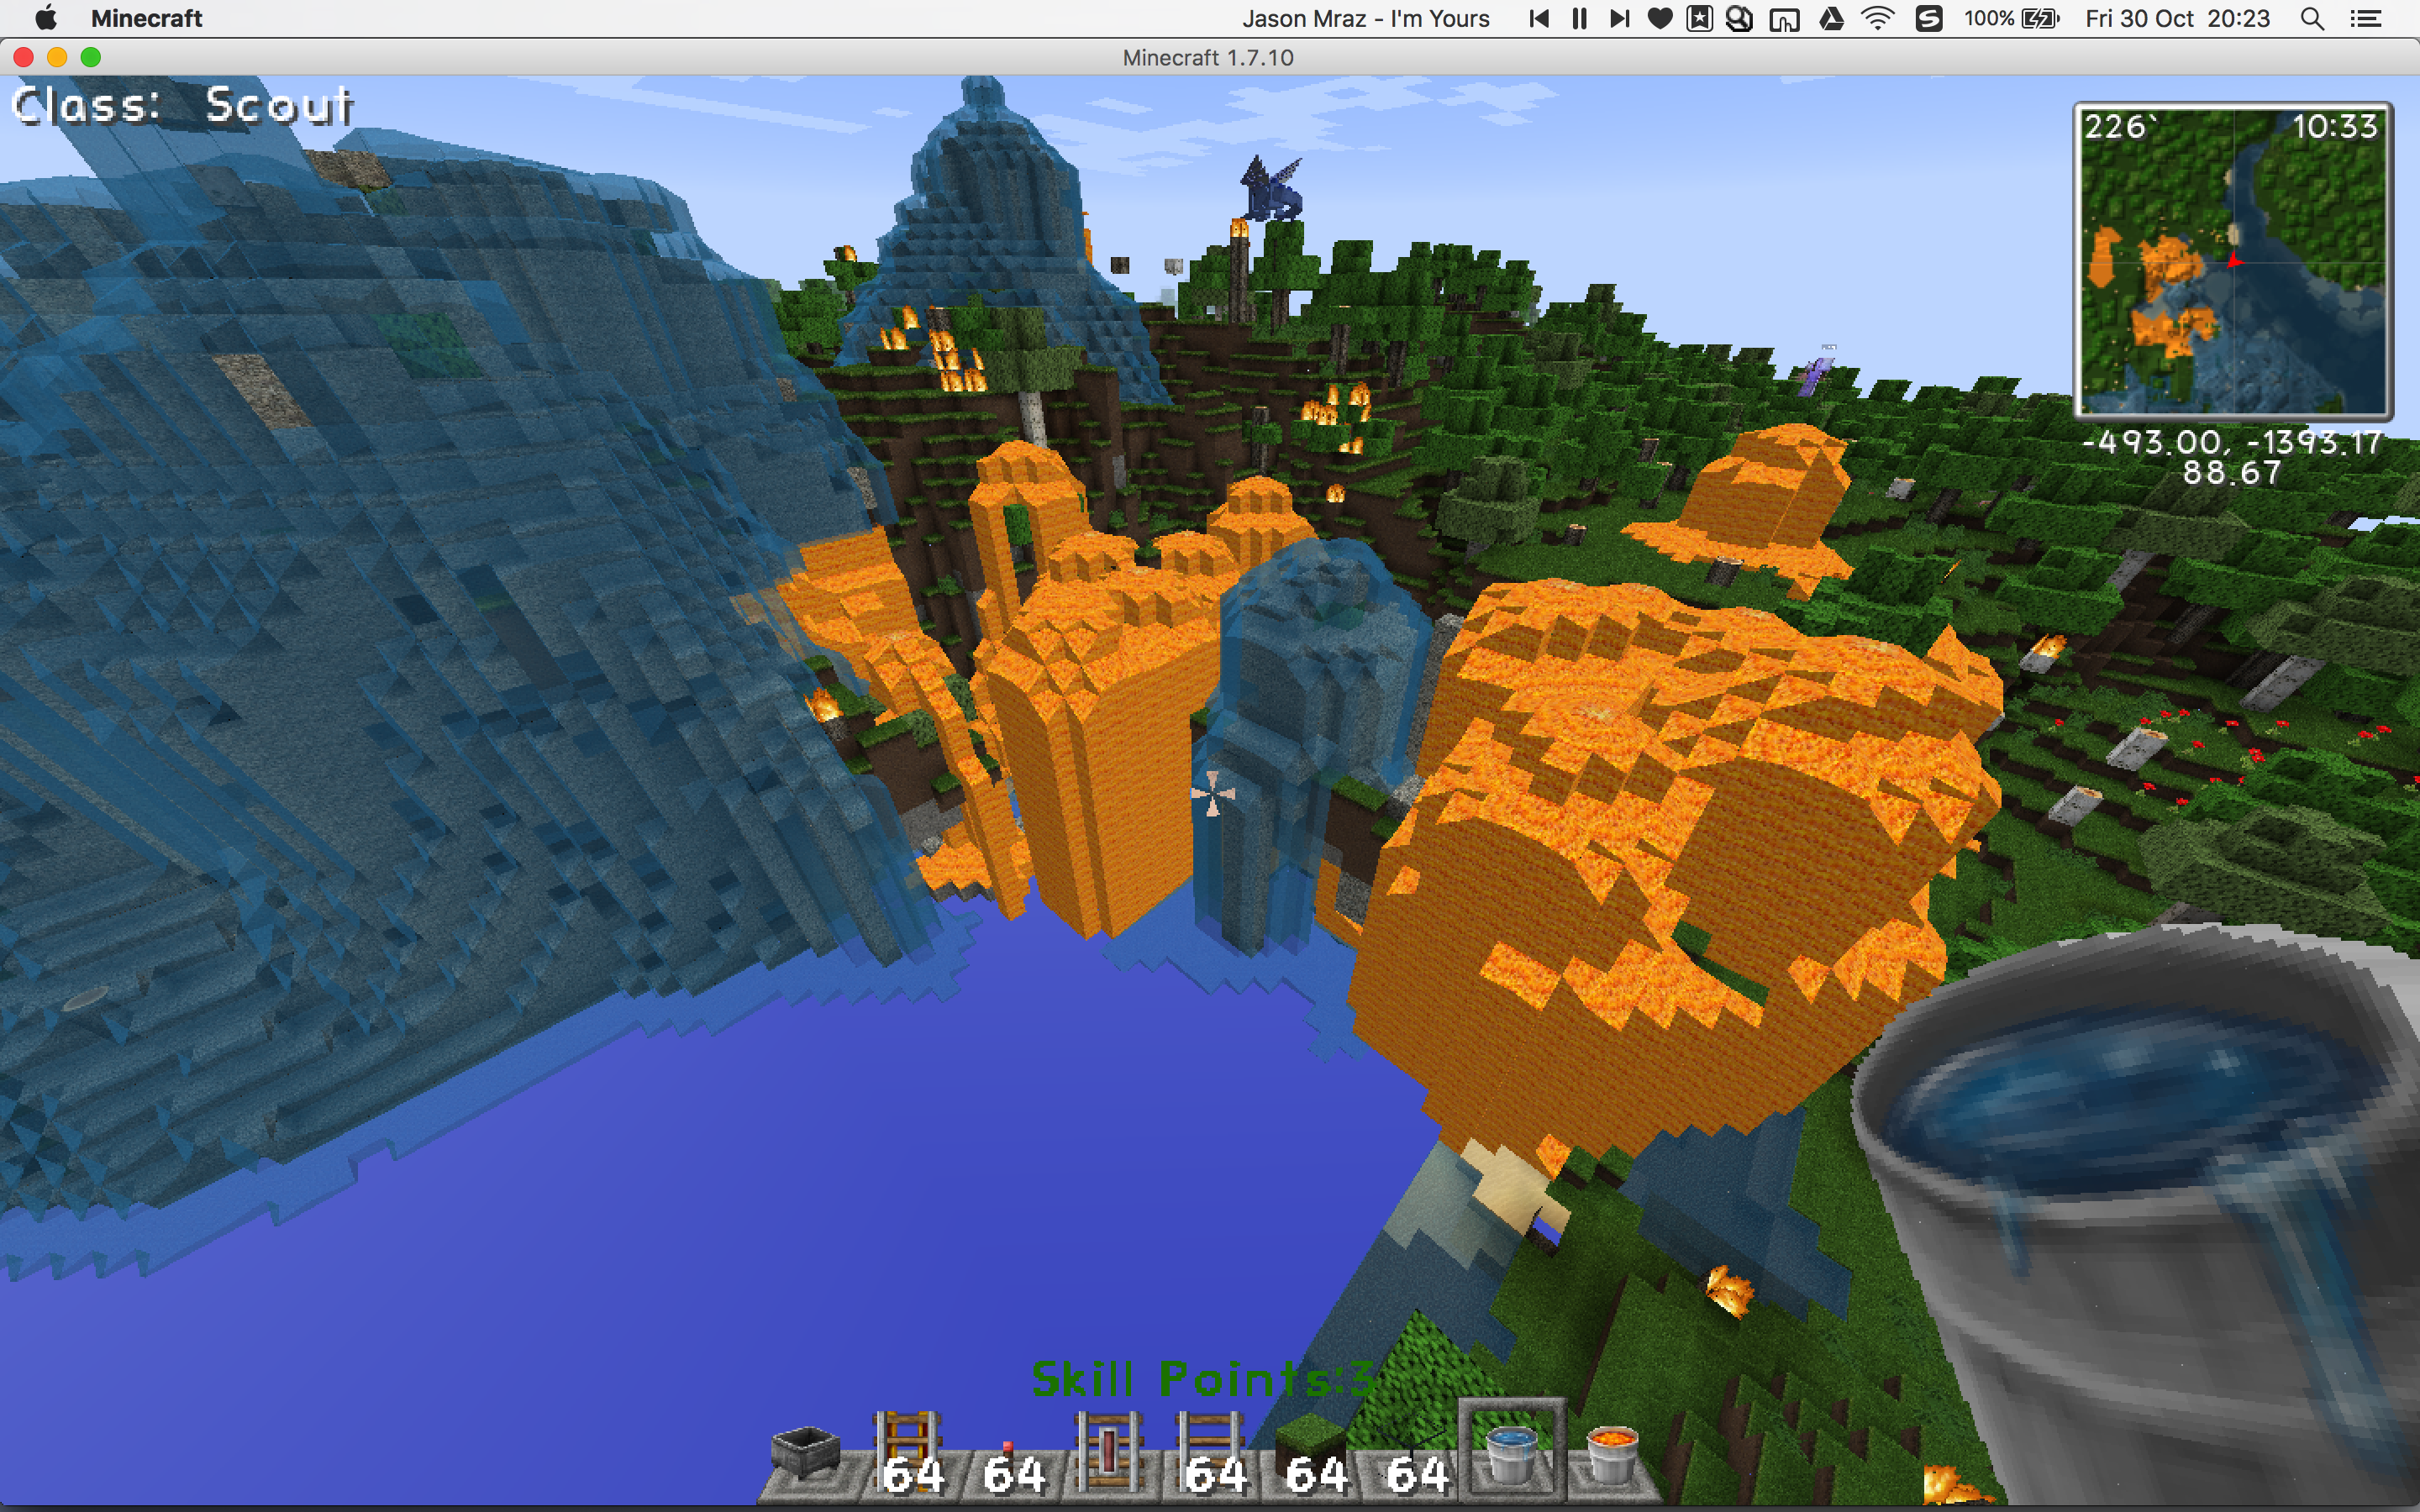 Minecraft
Jason Mraz - I'm Yours
100%
Fri 30 Oct 20:23
Minecraft 1.7.10
Class: Scout
226`
10:33
-493.00, -1393.17
88.67
Skill Points:3
64
64
64
64
64